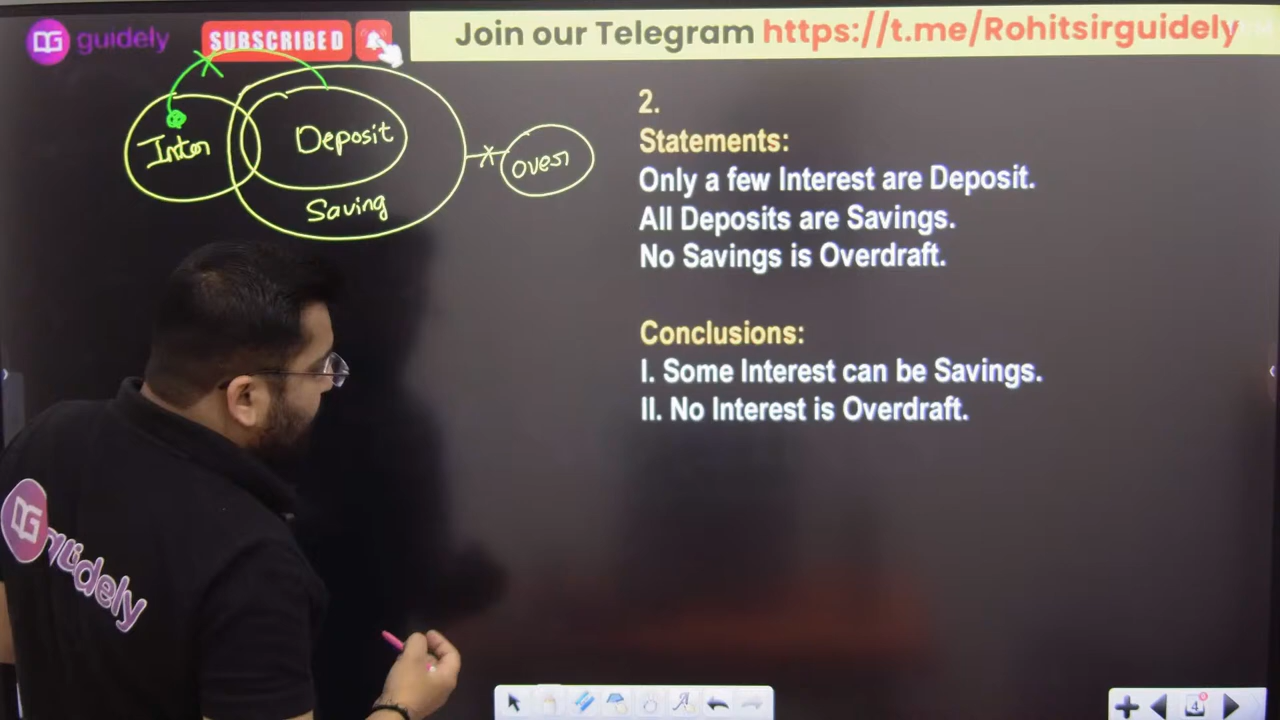 guidely
SUBSCRIBED
Join our Telegram https://t.me/Rohitsirguidely
Inter
Deposit
Saving
over
2.
Statements:
Only a few Interest are Deposit.
All Deposits are Savings.
No Savings is Overdraft.
Conclusions:
I. Some Interest can be Savings.
II. No Interest is Overdraft.
guidely
4